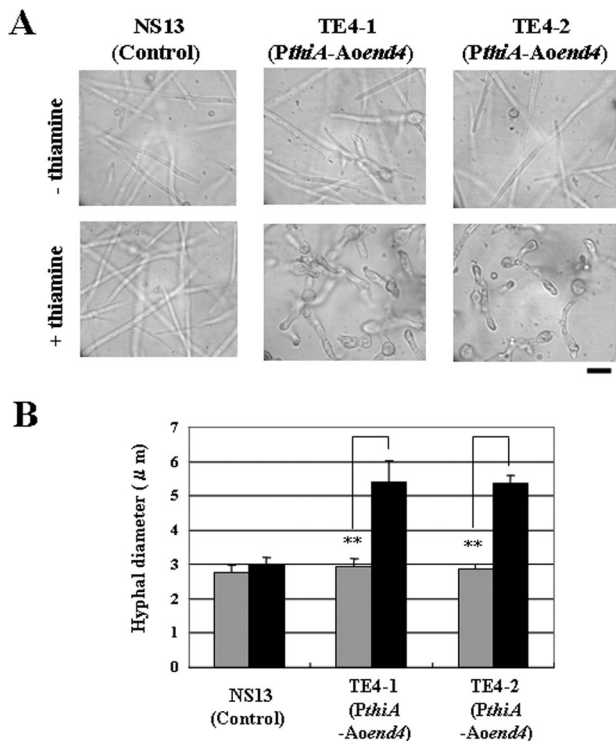 A
NS13
(Control)
TE4-1
(PthiA-Aoend4)
TE4-2
(PthiA-Aoend4)
- thiamine
+ thiamine
B
Hyphal diameter (μm)
7
6
5
4
3
2
1
0
**
**
NS13
(Control)
TE4-1
(PthiA
-Aoend4)
TE4-2
(PthiA
-Aoend4)